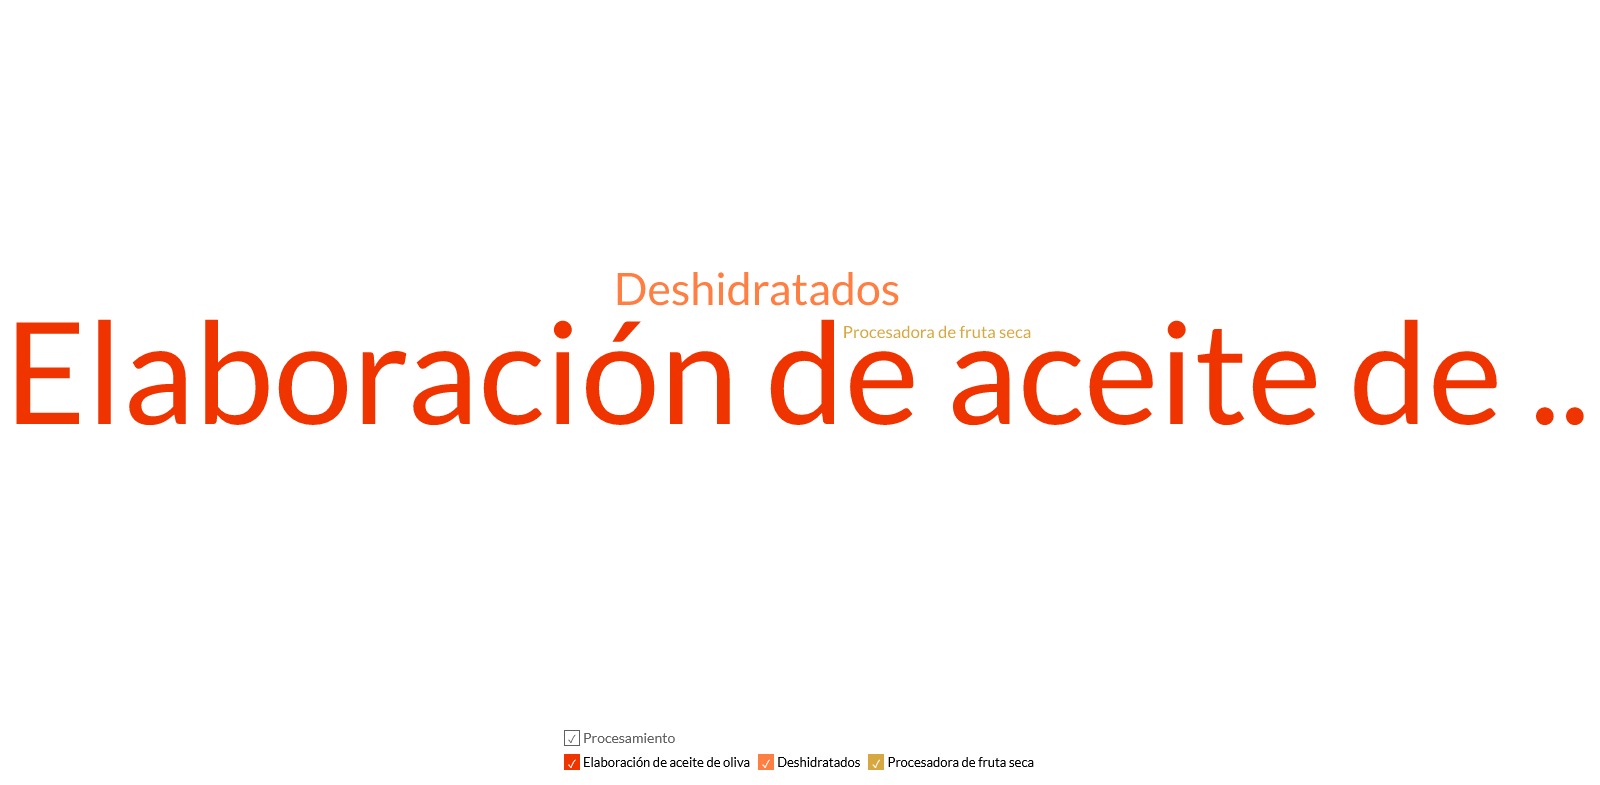 Deshidratados
Procesadora de fruta seca
Elaboración de aceite de ..
Procesamiento
Elaboración de aceite de oliva Deshidratados Procesadora de fruta seca